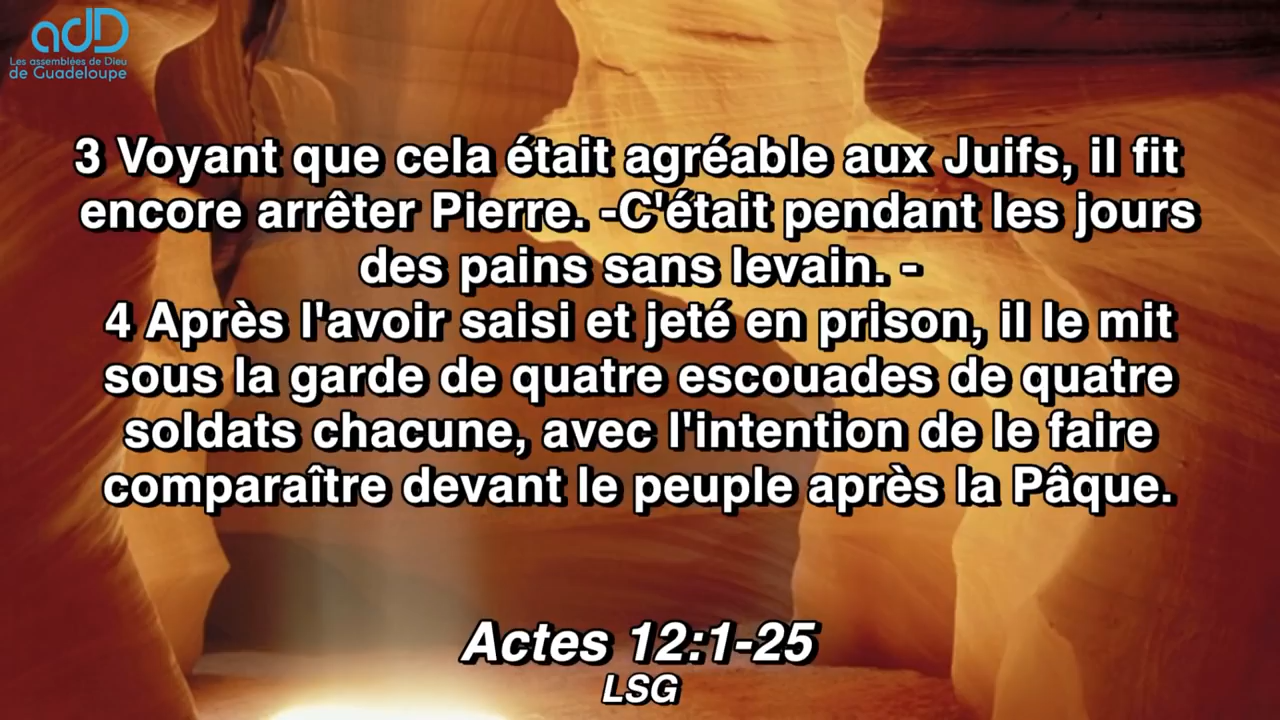 adD
Les assemblées de Dieu
de Guadeloupe
3 Voyant que cela était agréable aux Juifs, il fit
encore arrêter Pierre. -C'était pendant les jours
des pains sans levain. -
4 Après l'avoir saisi et jeté en prison, il le mit
sous la garde de quatre escouades de quatre
soldats chacune, avec l'intention de le faire
comparaître devant le peuple après la Pâque.
Actes 12:1-25
LSG